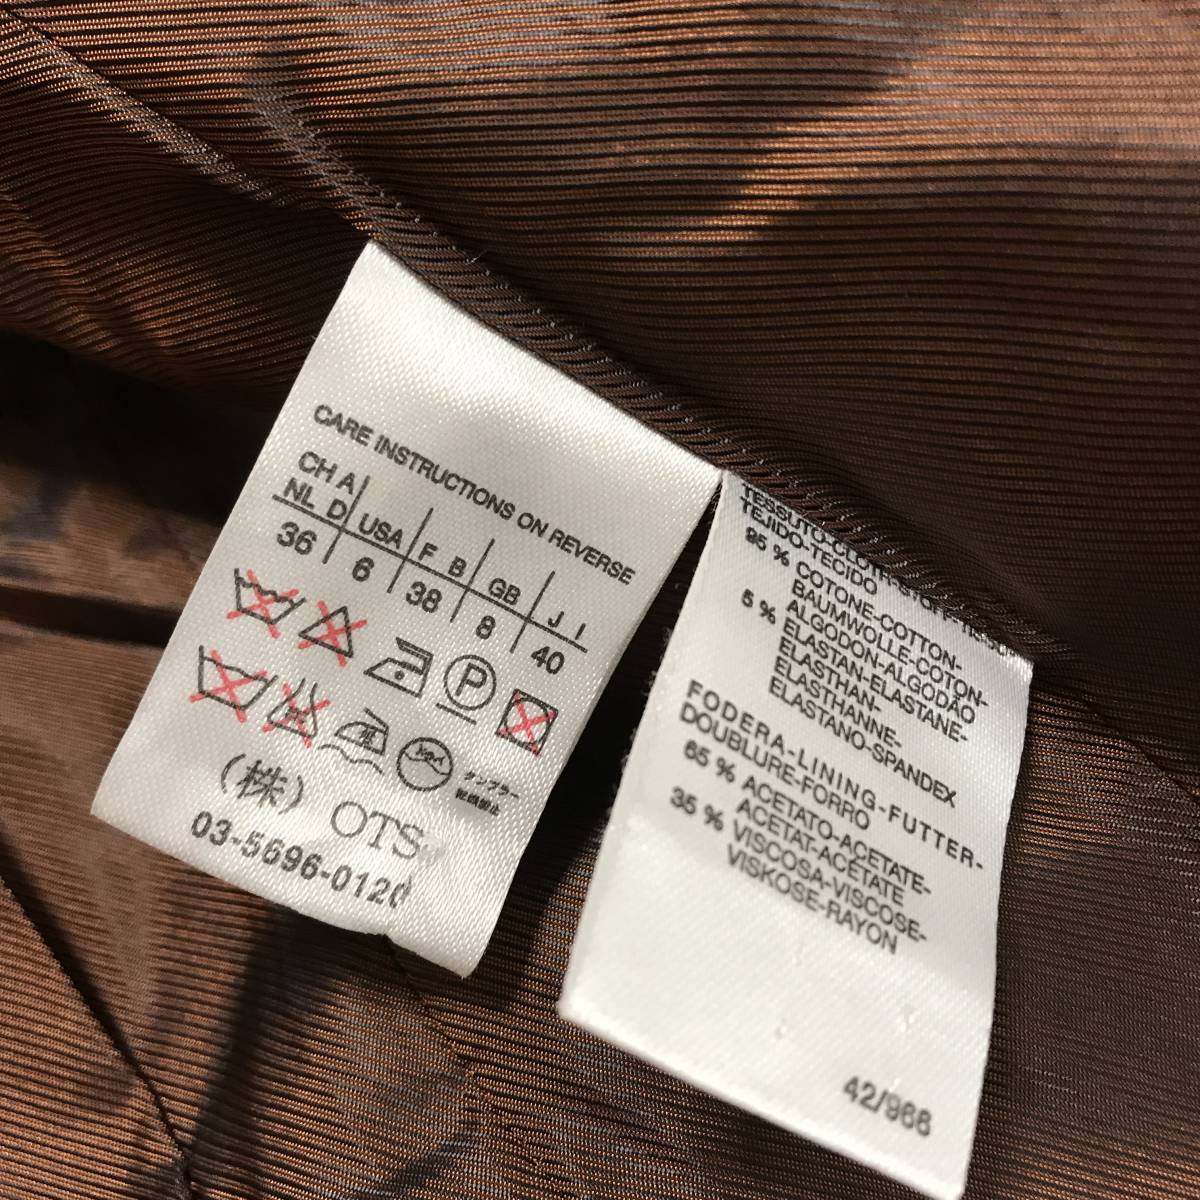 CARE INSTRUCTIONS ON REVERSE
CH A
NL D USA F B GB J I
36 6 38 8 40
P
ドライ
タンブラー
乾燥禁止
(株) OTS
03-5696-0120
TESSUTO-CLOTH-STOFF-TISSU
TEJIDO-TECIDO
95 % COTONE-COTTON-
BAUMWOLLE-COTON-
ALGODON-ALGODÃO
5 % ELASTAN-ELASTANE-
ELASTHAN-
ELASTHANNE-
ELASTANO-SPANDEX
FODERA-LINING-FUTTER-
DOUBLURE-FORRO
65 % ACETATO-ACETATE-
ACETAT-ACETATE
35 % VISCOSA-VISCOSE-
VISKOSE-RAYON
42/968